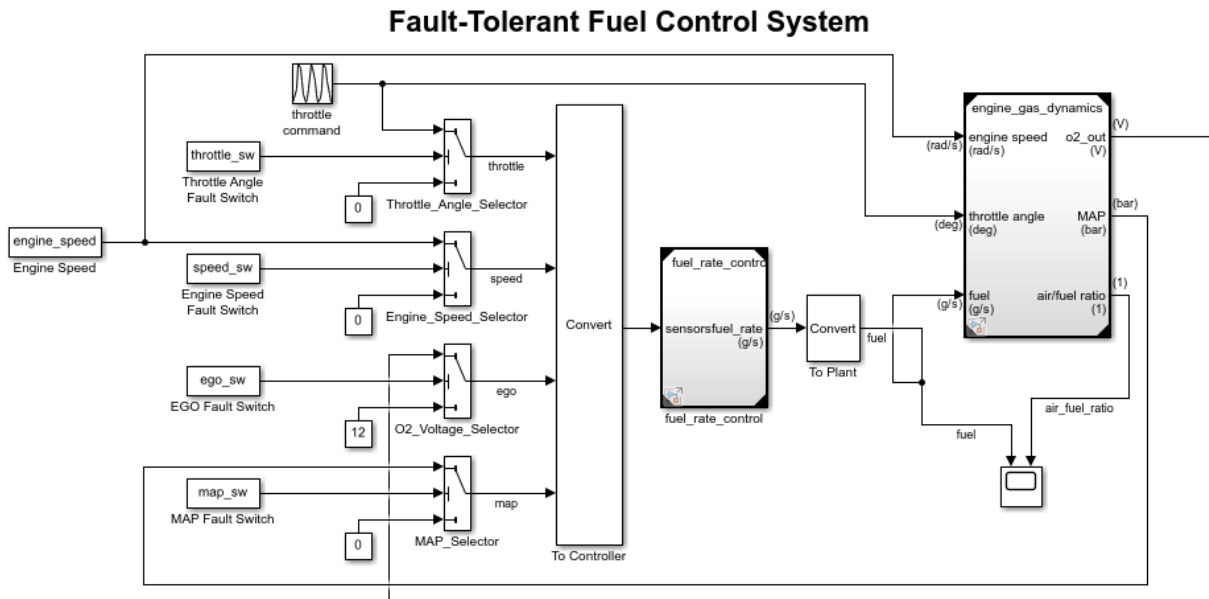 Fault-Tolerant Fuel Control System
throttle
command
throttle_sw
Throttle Angle
Fault Switch
0
Throttle_Angle_Selector
throttle
engine_speed
Engine Speed
speed_sw
Engine Speed
Fault Switch
0
Engine_Speed_Selector
speed
ego_sw
EGO Fault Switch
12
O2_Voltage_Selector
ego
map_sw
MAP Fault Switch
0
MAP_Selector
map
Convert
To Controller
fuel_rate_contro
sensors
fuel_rate
(g/s)
fuel_rate_control
(g/s)
Convert
To Plant
fuel
fuel
engine_gas_dynamics
(rad/s)
engine speed
(rad/s)
(deg)
throttle angle
(deg)
(g/s)
fuel
(g/s)
o2_out
(V)
(V)
MAP
(bar)
(bar)
air/fuel ratio
(1)
(1)
air_fuel_ratio